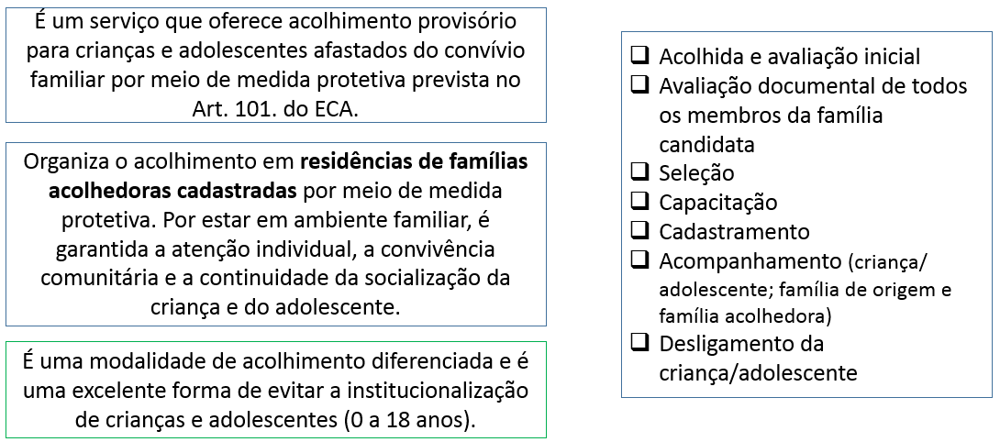 É um serviço que oferece acolhimento provisório
para crianças e adolescentes afastados do convívio
familiar por meio de medida protetiva prevista no
Art. 101. do ECA.
Organiza o acolhimento em residências de famílias
acolhedoras cadastradas por meio de medida
protetiva. Por estar em ambiente familiar, é
garantida a atenção individual, a convivência
comunitária e a continuidade da socialização da
criança e do adolescente.
É uma modalidade de acolhimento diferenciada e é
uma excelente forma de evitar a institucionalização
de crianças e adolescentes (0 a 18 anos).
❑ Acolhida e avaliação inicial
❑ Avaliação documental de todos
os membros da família
candidata
❑ Seleção
❑ Capacitação
❑ Cadastramento
❑ Acompanhamento (criança/
adolescente; família de origem e
família acolhedora)
❑ Desligamento da
criança/adolescente